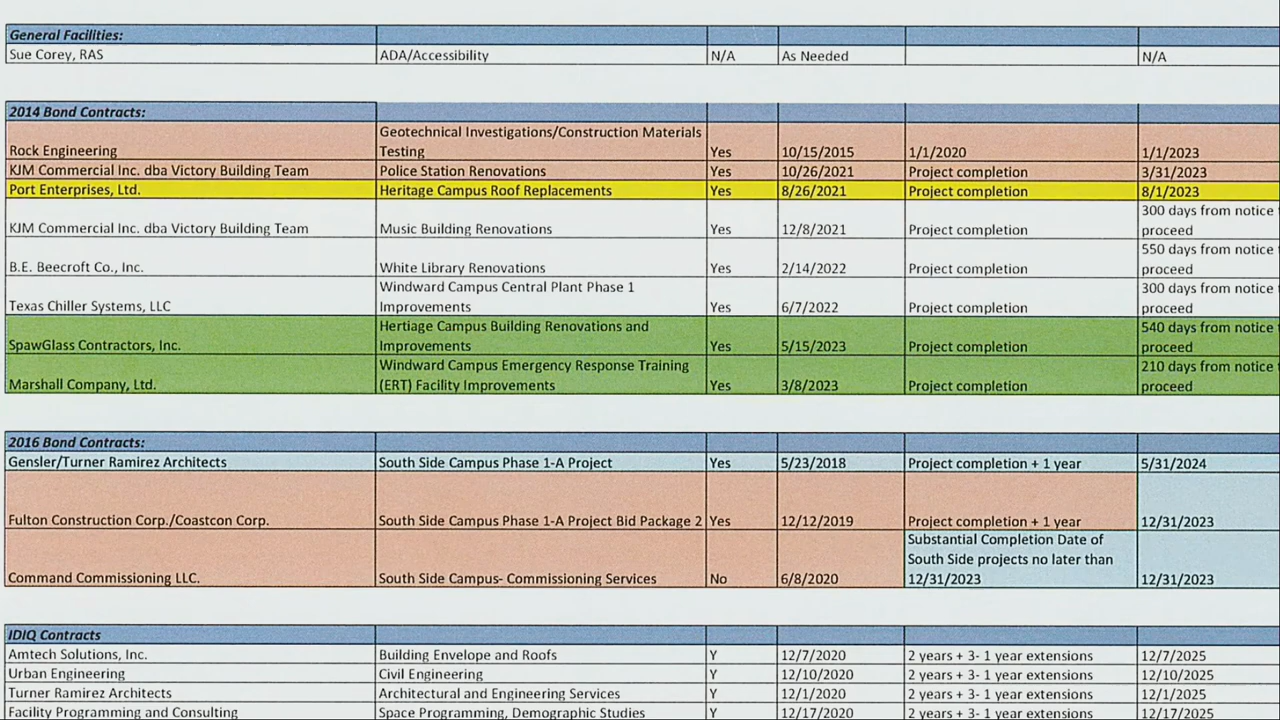 General Facilities:
Sue Corey, RAS ADA/Accessibility N/A As Needed N/A
2014 Bond Contracts:
Rock Engineering Geotechnical Investigations/Construction Materials Testing Yes 10/15/2015 1/1/2020 1/1/2023
KJM Commercial Inc. dba Victory Building Team Police Station Renovations Yes 10/26/2021 Project completion 3/31/2023
Port Enterprises, Ltd. Heritage Campus Roof Replacements Yes 8/26/2021 Project completion 8/1/2023
KJM Commercial Inc. dba Victory Building Team Music Building Renovations Yes 12/8/2021 Project completion 300 days from notice proceed
B.E. Beecroft Co., Inc. White Library Renovations Yes 2/14/2022 Project completion 550 days from notice proceed
Texas Chiller Systems, LLC Windward Campus Central Plant Phase 1 Improvements Yes 6/7/2022 Project completion 300 days from notice proceed
SpawGlass Contractors, Inc. Hertiage Campus Building Renovations and Improvements Yes 5/15/2023 Project completion 540 days from notice proceed
Marshall Company, Ltd. Windward Campus Emergency Response Training (ERT) Facility Improvements Yes 3/8/2023 Project completion 210 days from notice proceed
2016 Bond Contracts:
Gensler/Turner Ramirez Architects South Side Campus Phase 1-A Project Yes 5/23/2018 Project completion + 1 year 5/31/2024
Fulton Construction Corp./Coastcon Corp. South Side Campus Phase 1-A Project Bid Package 2 Yes 12/12/2019 Project completion + 1 year 12/31/2023
Command Commissioning LLC. South Side Campus- Commissioning Services No 6/8/2020 Substantial Completion Date of South Side projects no later than 12/31/2023 12/31/2023
IDIQ Contracts
Amtech Solutions, Inc. Building Envelope and Roofs Y 12/7/2020 2 years + 3- 1 year extensions 12/7/2025
Urban Engineering Civil Engineering Y 12/10/2020 2 years + 3- 1 year extensions 12/10/2025
Turner Ramirez Architects Architectural and Engineering Services Y 12/1/2020 2 years + 3- 1 year extensions 12/1/2025
Facility Programming and Consulting Space Programming, Demographic Studies Y 12/17/2020 2 years + 3- 1 year extensions 12/17/2025